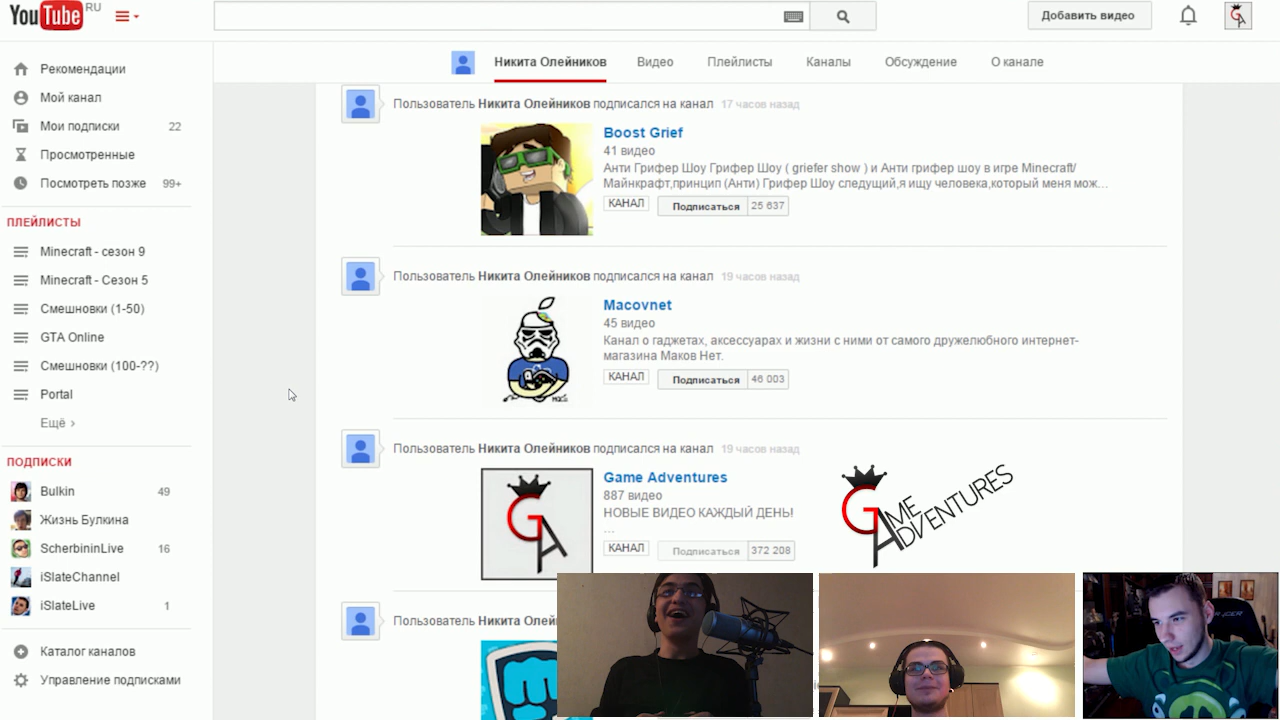 YouTube RU
Добавить видео
Никита Олейников Видео Плейлисты Каналы Обсуждение О канале
Рекомендации
Мой канал
Мои подписки 22
Просмотренные
Посмотреть позже 99+
ПЛЕЙЛИСТЫ
Minecraft - сезон 9
Minecraft - Сезон 5
Смешновки (1-50)
GTA Online
Смешновки (100-??)
Portal
Ещё ›
ПОДПИСКИ
Bulkin 49
Жизнь Булкина
ScherbininLive 16
iSlateChannel
iSlateLive 1
Каталог каналов
Управление подписками
Пользователь Никита Олейников подписался на канал 17 часов назад
Boost Grief
41 видео
Анти Грифер Шоу Грифер Шоу ( griefer show ) и Анти грифер шоу в игре Minecraft/
Майнкрафт,принцип (Анти) Грифер Шоу следущий,я ищу человека,который меня мож...
КАНАЛ Подписаться 25 637
Пользователь Никита Олейников подписался на канал 19 часов назад
Macovnet
45 видео
Канал о гаджетах, аксессуарах и жизни с ними от самого дружелюбного интернет-
магазина Маков Нет.
КАНАЛ Подписаться 46 003
Пользователь Никита Олейников подписался на канал 19 часов назад
GA
Game Adventures
887 видео
НОВЫЕ ВИДЕО КАЖДЫЙ ДЕНЬ!
...
КАНАЛ Подписаться 372 208
GAME
ADVENTURES
Пользователь Никита Олейни